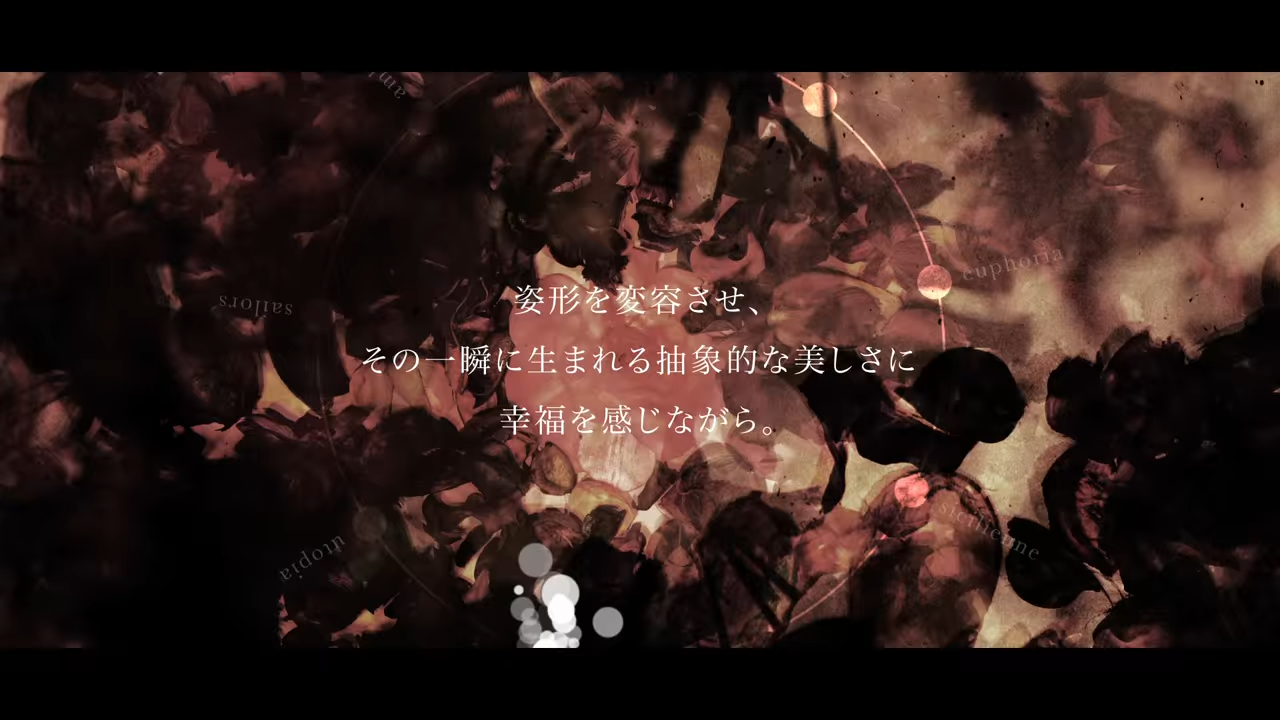 姿形を変容させ、
その一瞬に生まれる抽象的な美しさに
幸福を感じながら。
euphoria
sailors
sicilienne
utopia